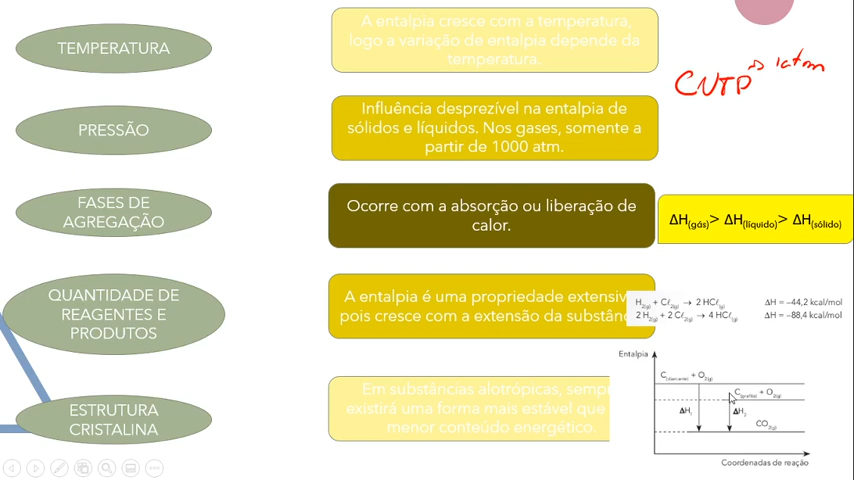 TEMPERATURA
A entalpia cresce com a temperatura,
logo a variação de entalpia depende da
temperatura.
CNTP → 1atm
PRESSÃO
Influência desprezível na entalpia de
sólidos e líquidos. Nos gases, somente a
partir de 1000 atm.
FASES DE
AGREGAÇÃO
Ocorre com a absorção ou liberação de
calor.
ΔH(gás)> ΔH(líquido)> ΔH(sólido)
QUANTIDADE DE
REAGENTES E
PRODUTOS
A entalpia é uma propriedade extensiv
pois cresce com a extensão da substânc
H2(g) + Cℓ2(g) → 2 HCℓ(g) ΔH = –44,2 kcal/mol
2 H2(g) + 2 Cℓ2(g) → 4 HCℓ(g) ΔH = –88,4 kcal/mol
ESTRUTURA
CRISTALINA
Em substâncias alotrópicas, semp
existirá uma forma mais estável que
menor conteúdo energético.
Entalpia
C(diamante) + O2(g)
C(grafite) + O2(g)
ΔH1
ΔH2
CO2(g)
Coordenadas de reação